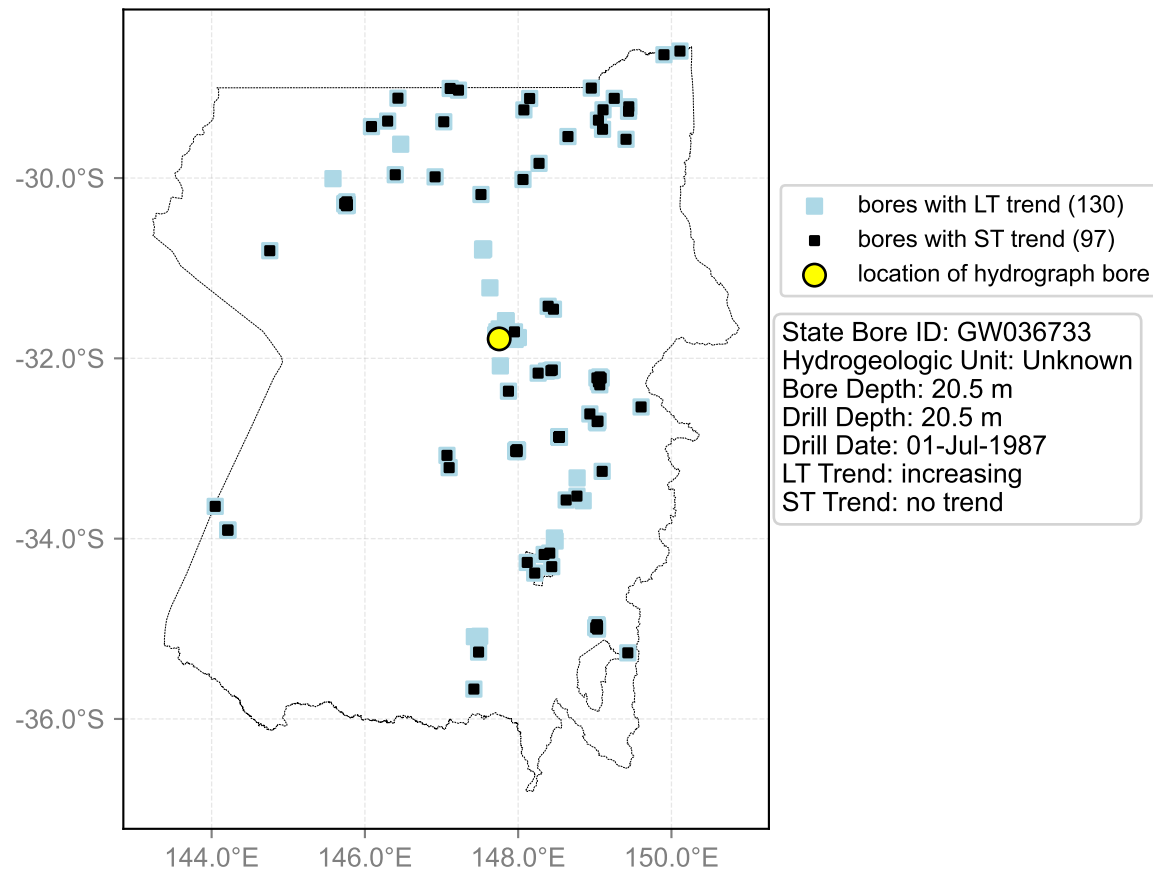 -30.0°S
-32.0°S
-34.0°S
-36.0°S
144.0°E
146.0°E
148.0°E
150.0°E
bores with LT trend (130)
bores with ST trend (97)
location of hydrograph bore
State Bore ID: GW036733
Hydrogeologic Unit: Unknown
Bore Depth: 20.5 m
Drill Depth: 20.5 m
Drill Date: 01-Jul-1987
LT Trend: increasing
ST Trend: no trend